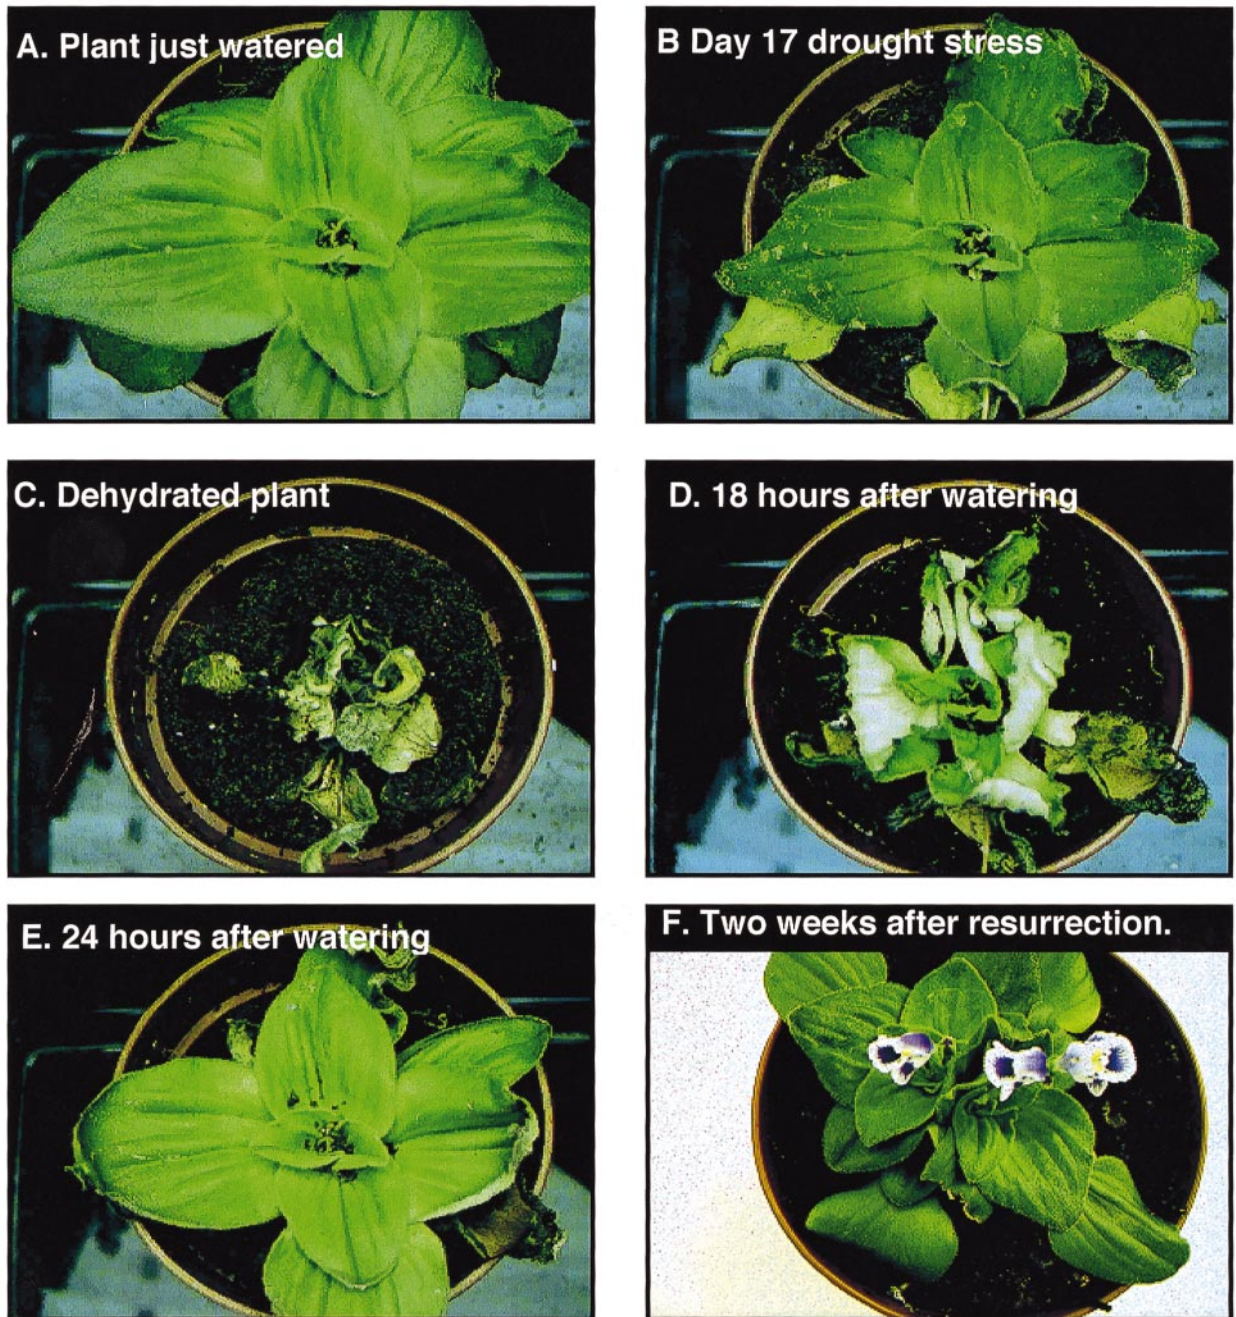 A. Plant just watered
B Day 17 drought stress
C. Dehydrated plant
D. 18 hours after watering
E. 24 hours after watering
F. Two weeks after resurrection.